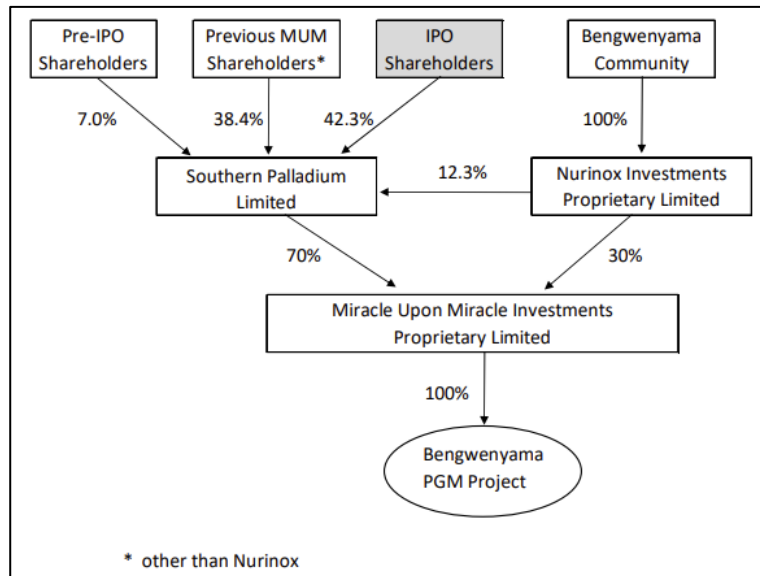 Pre-IPO
Shareholders
Previous MUM
Shareholders*
IPO
Shareholders
Bengwenyama
Community
7.0%
38.4%
42.3%
100%
Southern Palladium
Limited
12.3%
Nurinox Investments
Proprietary Limited
70%
30%
Miracle Upon Miracle Investments
Proprietary Limited
100%
Bengwenyama
PGM Project
* other than Nurinox